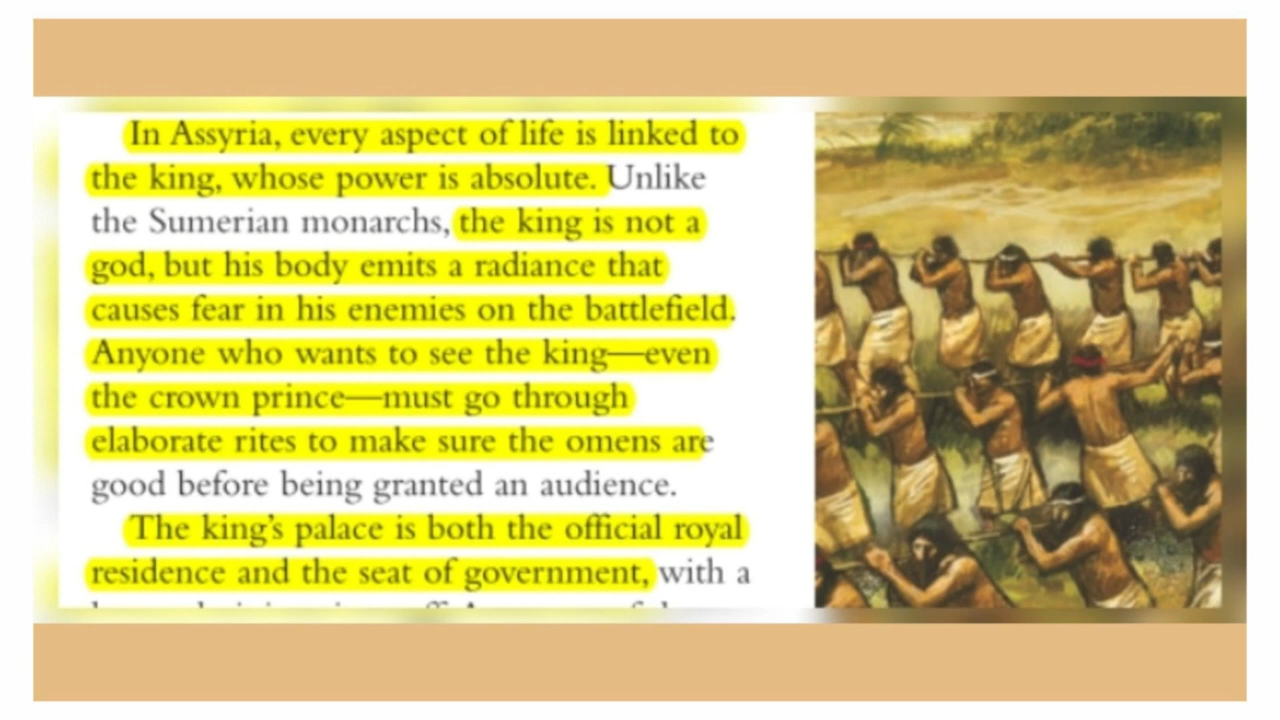 In Assyria, every aspect of life is linked to
the king, whose power is absolute. Unlike
the Sumerian monarchs, the king is not a
god, but his body emits a radiance that
causes fear in his enemies on the battlefield.
Anyone who wants to see the king—even
the crown prince—must go through
elaborate rites to make sure the omens are
good before being granted an audience.
The king's palace is both the official royal
residence and the seat of government, with a